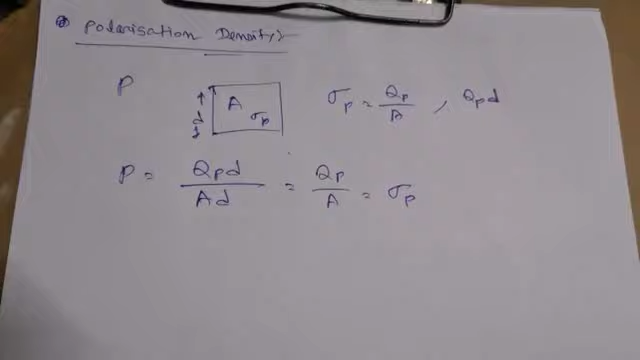 * Polarisation Density:-
P
A
σp
d
σp = Qp/A , Qpd
P = Qpd/Ad = Qp/A = σp